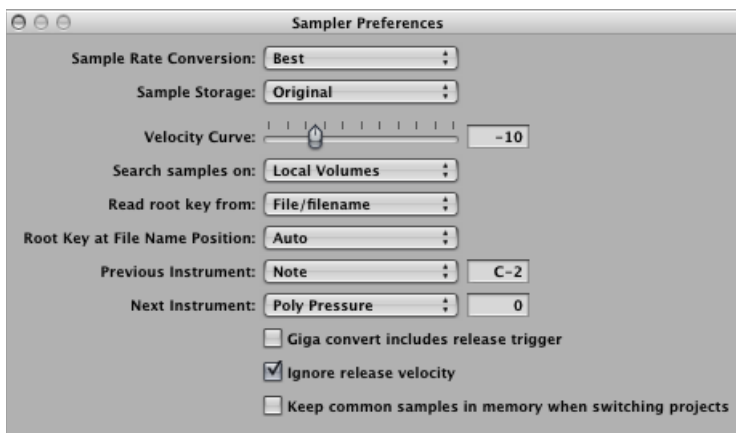 Sampler Preferences
Sample Rate Conversion: Best
Sample Storage: Original
Velocity Curve: -10
Search samples on: Local Volumes
Read root key from: File/filename
Root Key at File Name Position: Auto
Previous Instrument: Note C-2
Next Instrument: Poly Pressure 0
Giga convert includes release trigger
Ignore release velocity
Keep common samples in memory when switching projects